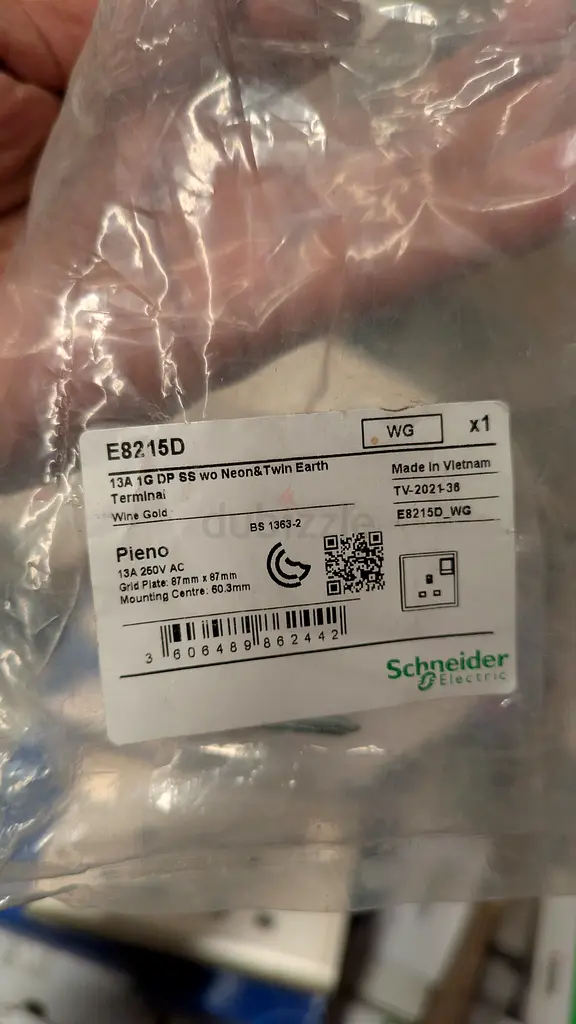 E8215D
WG
x1
13A 1G DP SS wo Neon&Twin Earth
Terminal
Wine Gold
Made in Vietnam
TV-2021-36
E8215D_WG
BS 1363-2
dubizzle
Pieno
13A 250V AC
Grid Plate: 87mm x 87mm
Mounting Centre: 60.3mm
3 606489 862442
Schneider
Electric